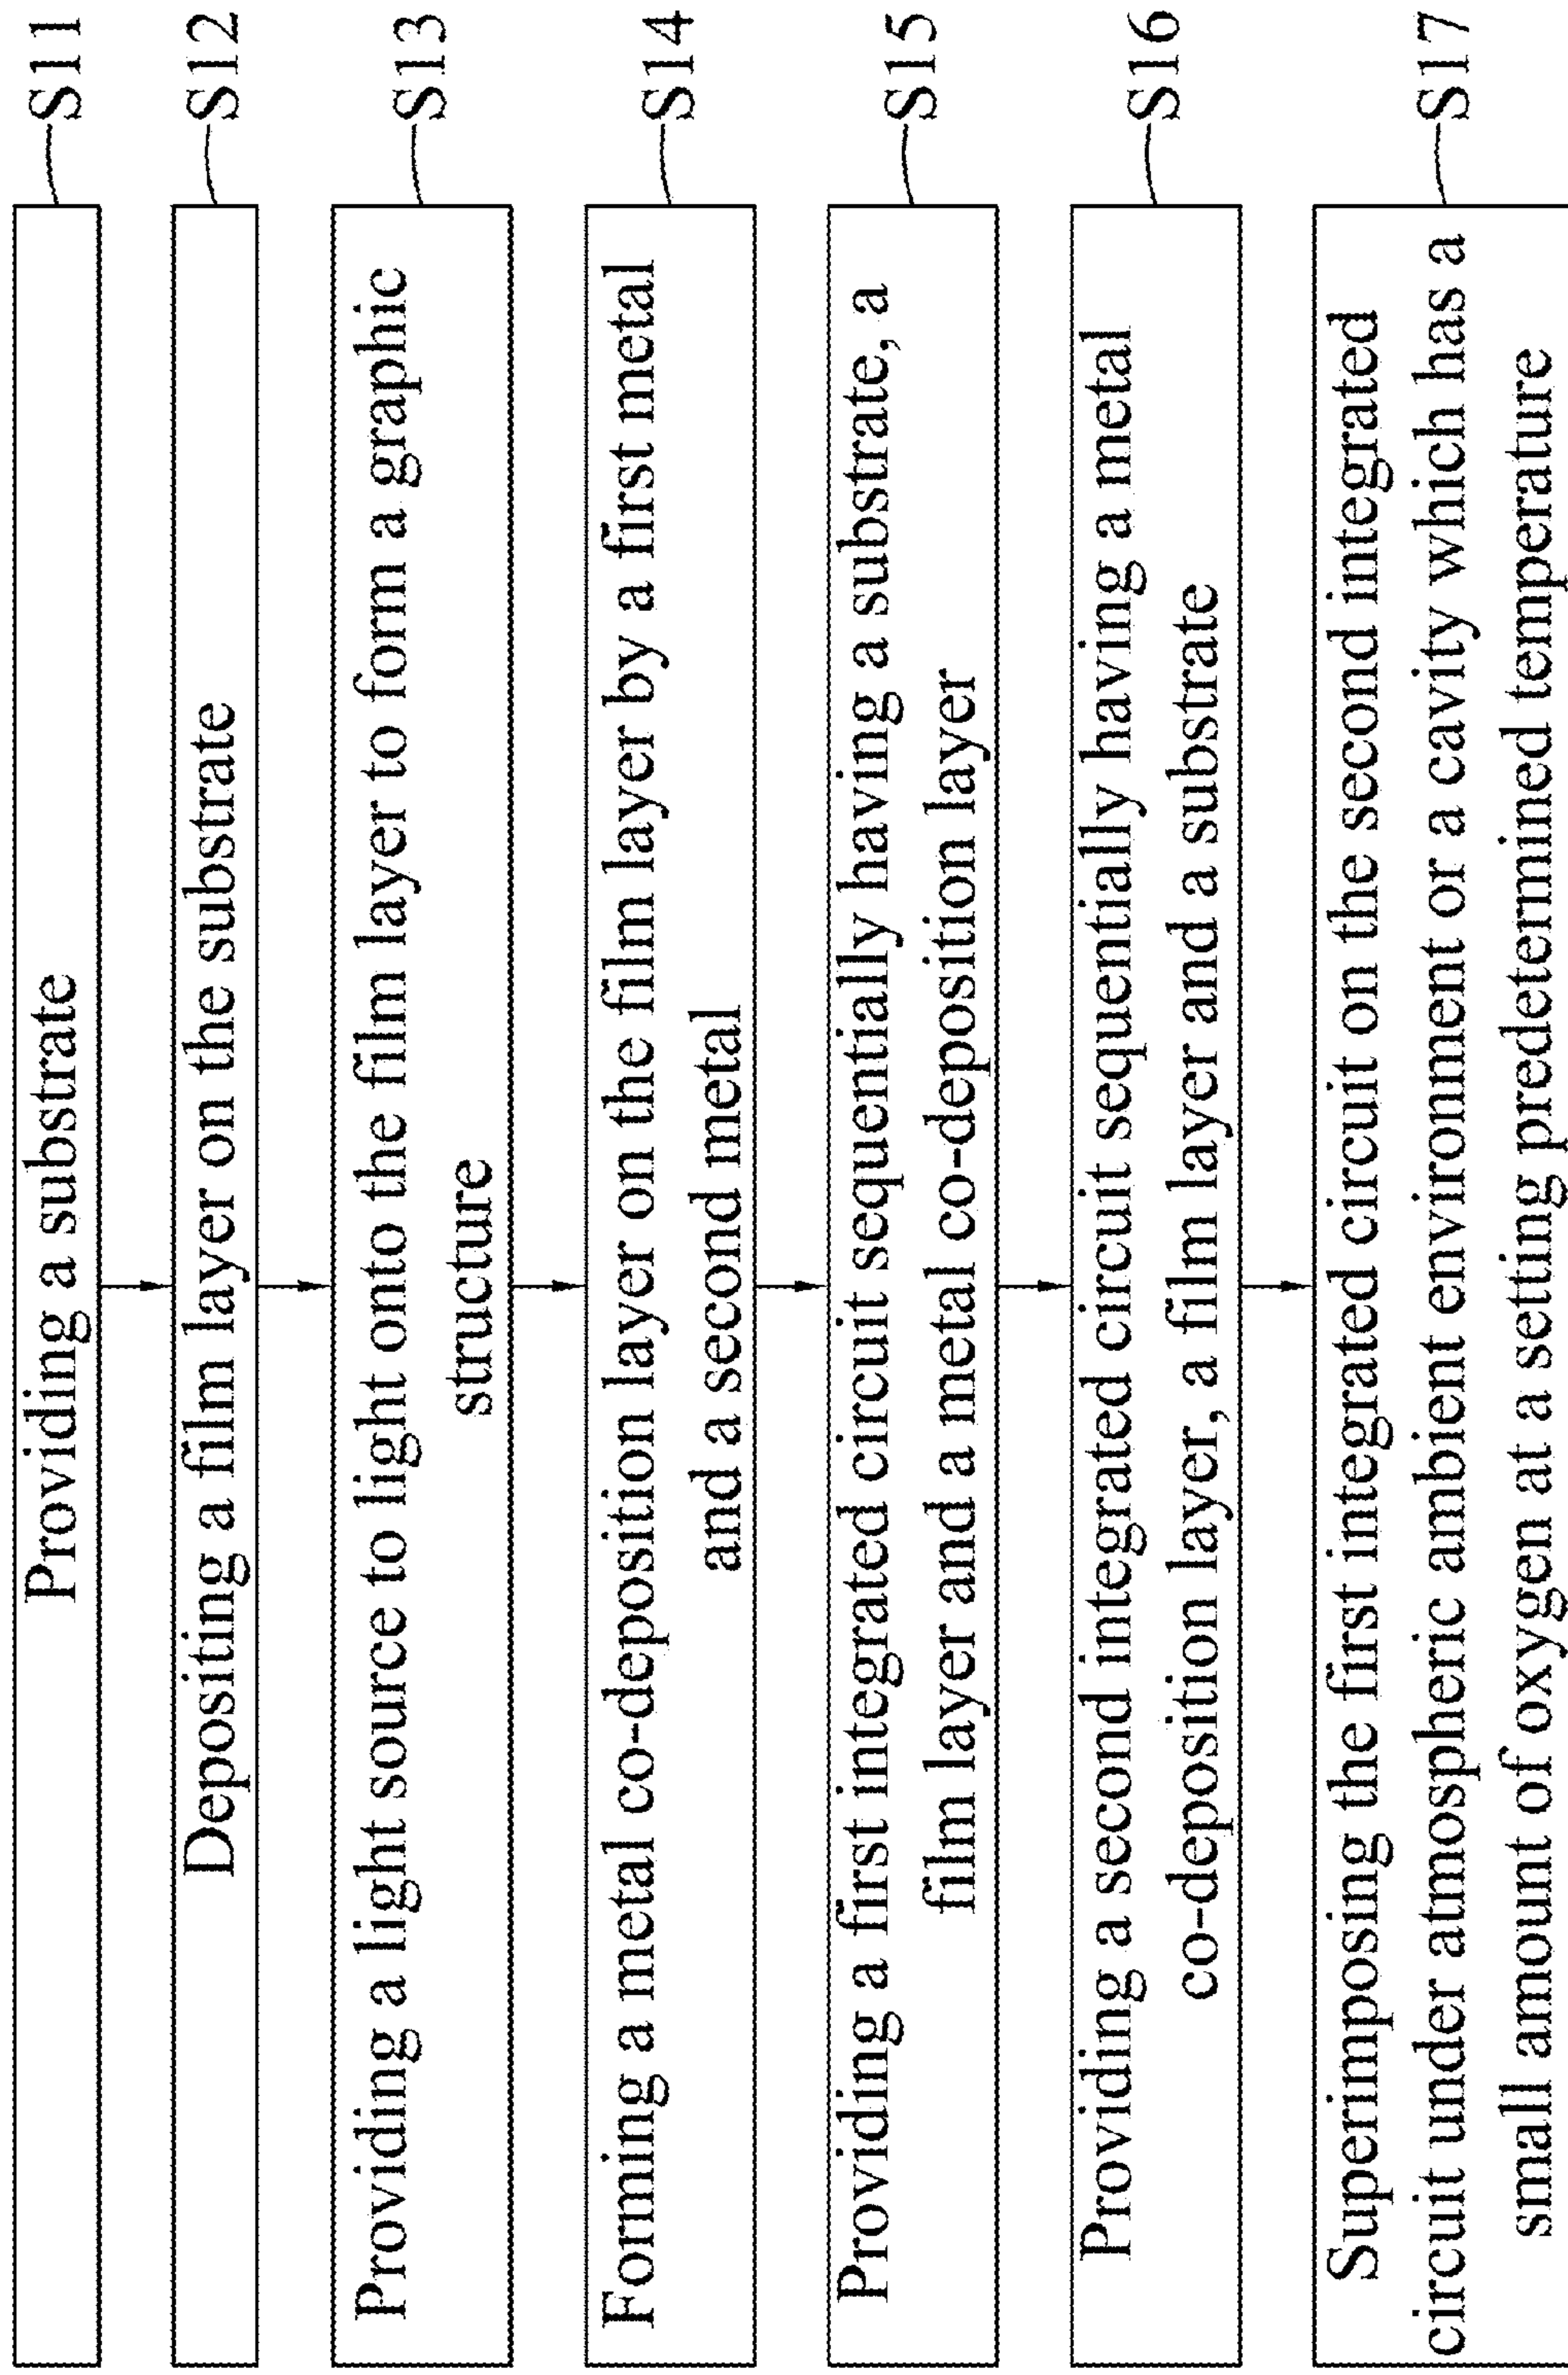 Providing a substrate
S11
Depositing a film layer on the substrate
S12
Providing a light source to light onto the film layer to form a graphic
structure
S13
Forming a metal co-deposition layer on the film layer by a first metal
and a second metal
S14
Providing a first integrated circuit sequentially having a substrate, a
film layer and a metal co-deposition layer
S15
Providing a second integrated circuit sequentially having a metal
co-deposition layer, a film layer and a substrate
S16
Superimposing the first integrated circuit on the second integrated
circuit under atmospheric ambient environment or a cavity which has a
small amount of oxygen at a setting predetermined temperature
S17